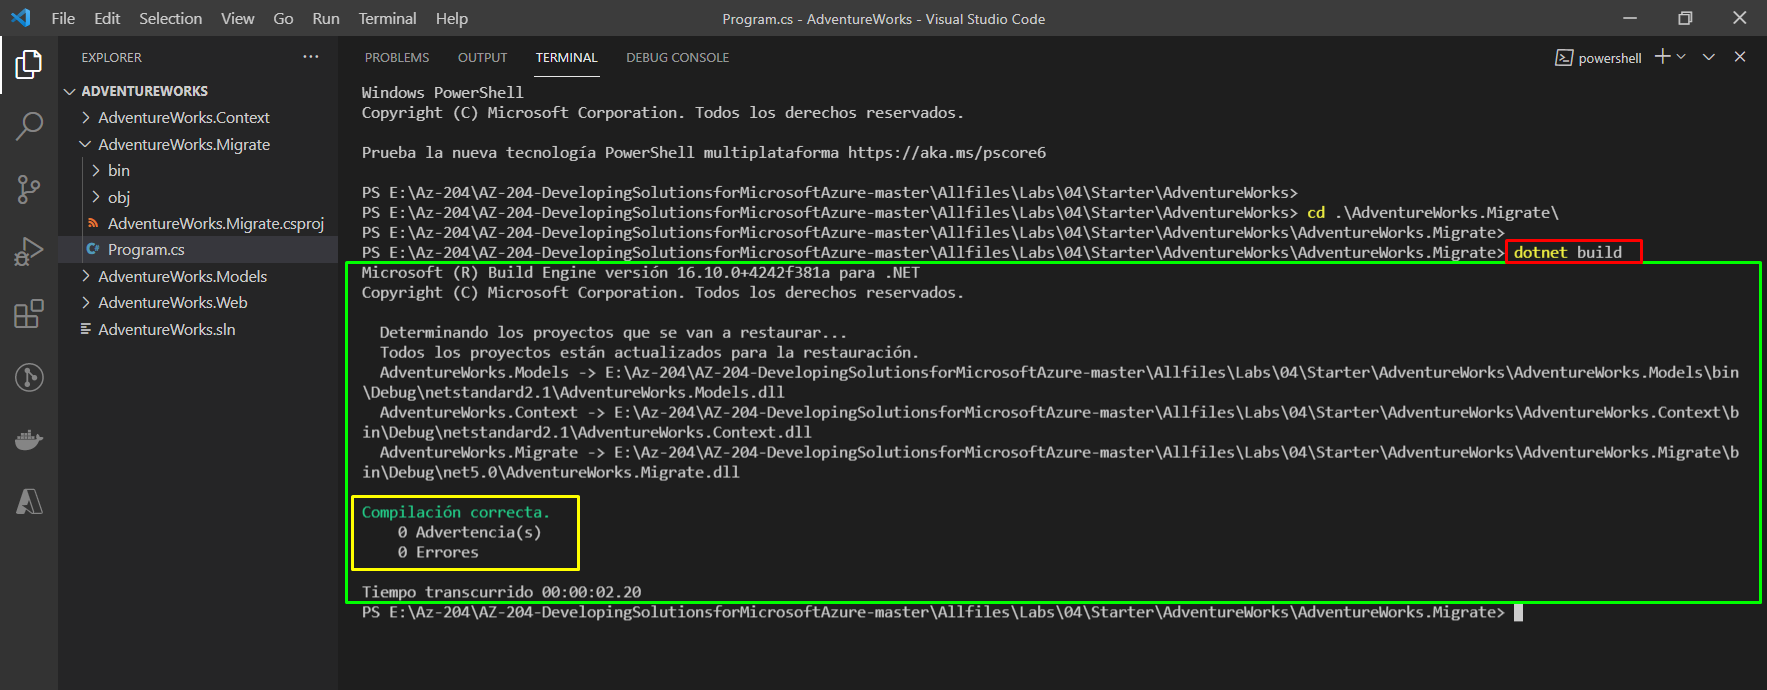 File Edit Selection View Go Run Terminal Help
Program.cs - AdventureWorks - Visual Studio Code
EXPLORER
ADVENTUREWORKS
AdventureWorks.Context
AdventureWorks.Migrate
bin
obj
AdventureWorks.Migrate.csproj
Program.cs
AdventureWorks.Models
AdventureWorks.Web
AdventureWorks.sln
PROBLEMS OUTPUT TERMINAL DEBUG CONSOLE
powershell
Windows PowerShell
Copyright (C) Microsoft Corporation. Todos los derechos reservados.
Prueba la nueva tecnología PowerShell multiplataforma https://aka.ms/pscore6
PS E:\Az-204\AZ-204-DevelopingSolutionsforMicrosoftAzure-master\Allfiles\Labs\04\Starter\AdventureWorks>
PS E:\Az-204\AZ-204-DevelopingSolutionsforMicrosoftAzure-master\Allfiles\Labs\04\Starter\AdventureWorks> cd .\AdventureWorks.Migrate\
PS E:\Az-204\AZ-204-DevelopingSolutionsforMicrosoftAzure-master\Allfiles\Labs\04\Starter\AdventureWorks\AdventureWorks.Migrate>
PS E:\Az-204\AZ-204-DevelopingSolutionsforMicrosoftAzure-master\Allfiles\Labs\04\Starter\AdventureWorks\AdventureWorks.Migrate> dotnet build
Microsoft (R) Build Engine versión 16.10.0+4242f381a para .NET
Copyright (C) Microsoft Corporation. Todos los derechos reservados.
Determinando los proyectos que se van a restaurar...
Todos los proyectos están actualizados para la restauración.
AdventureWorks.Models -> E:\Az-204\AZ-204-DevelopingSolutionsforMicrosoftAzure-master\Allfiles\Labs\04\Starter\AdventureWorks\AdventureWorks.Models\bin
\Debug\netstandard2.1\AdventureWorks.Models.dll
AdventureWorks.Context -> E:\Az-204\AZ-204-DevelopingSolutionsforMicrosoftAzure-master\Allfiles\Labs\04\Starter\AdventureWorks\AdventureWorks.Context\b
in\Debug\netstandard2.1\AdventureWorks.Context.dll
AdventureWorks.Migrate -> E:\Az-204\AZ-204-DevelopingSolutionsforMicrosoftAzure-master\Allfiles\Labs\04\Starter\AdventureWorks\AdventureWorks.Migrate\b
in\Debug\net5.0\AdventureWorks.Migrate.dll
Compilación correcta.
0 Advertencia(s)
0 Errores
Tiempo transcurrido 00:00:02.20
PS E:\Az-204\AZ-204-DevelopingSolutionsforMicrosoftAzure-master\Allfiles\Labs\04\Starter\AdventureWorks\AdventureWorks.Migrate>